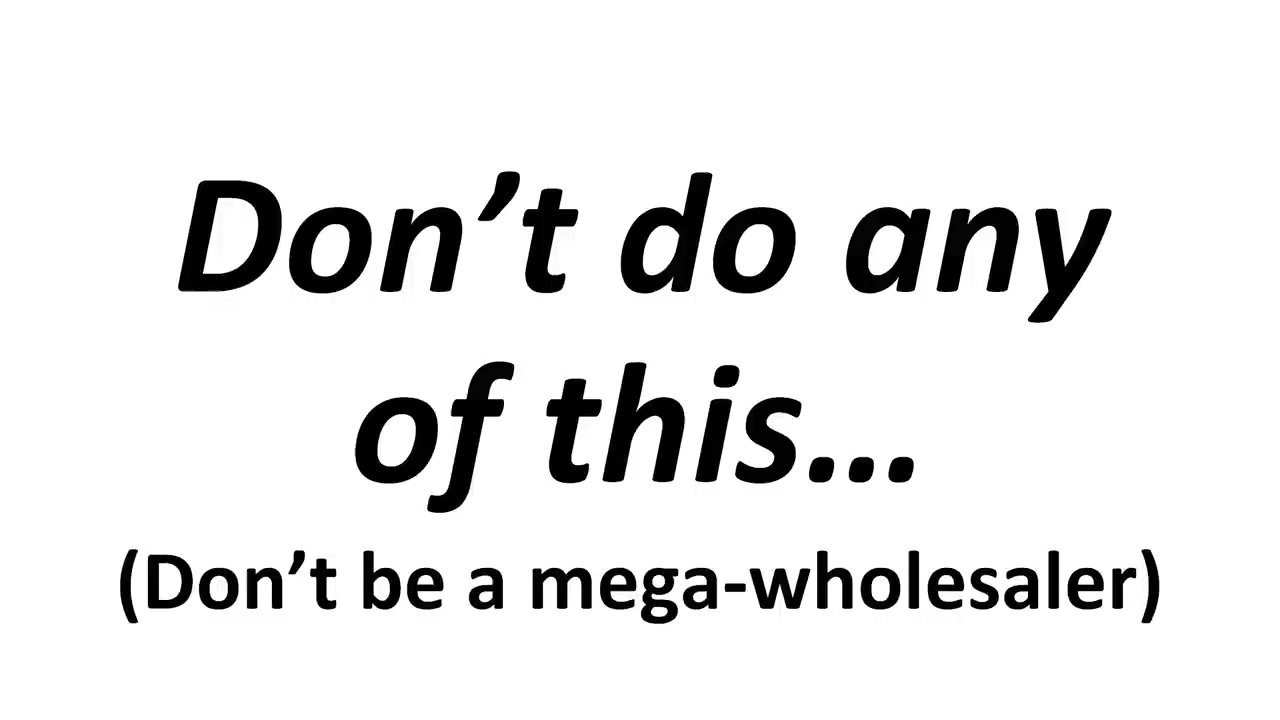 Don’t do any
of this...
(Don’t be a mega-wholesaler)